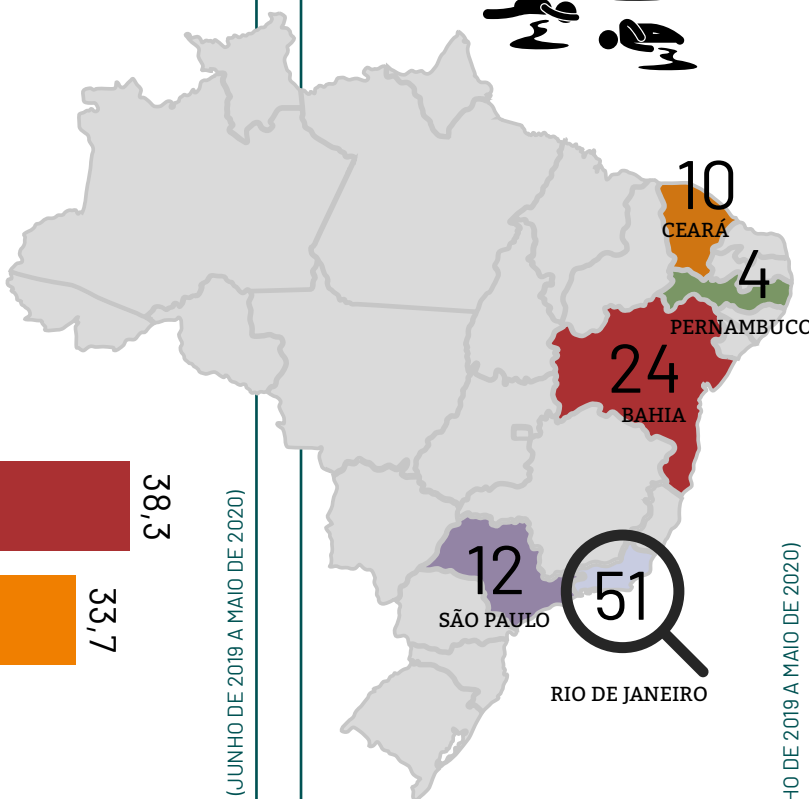 10
CEARÁ
4
PERNAMBUCO
24
BAHIA
12
SÃO PAULO
51
RIO DE JANEIRO
38,3
33,7
(JUNHO DE 2019 A MAIO DE 2020)
HO DE 2019 A MAIO DE 2020)